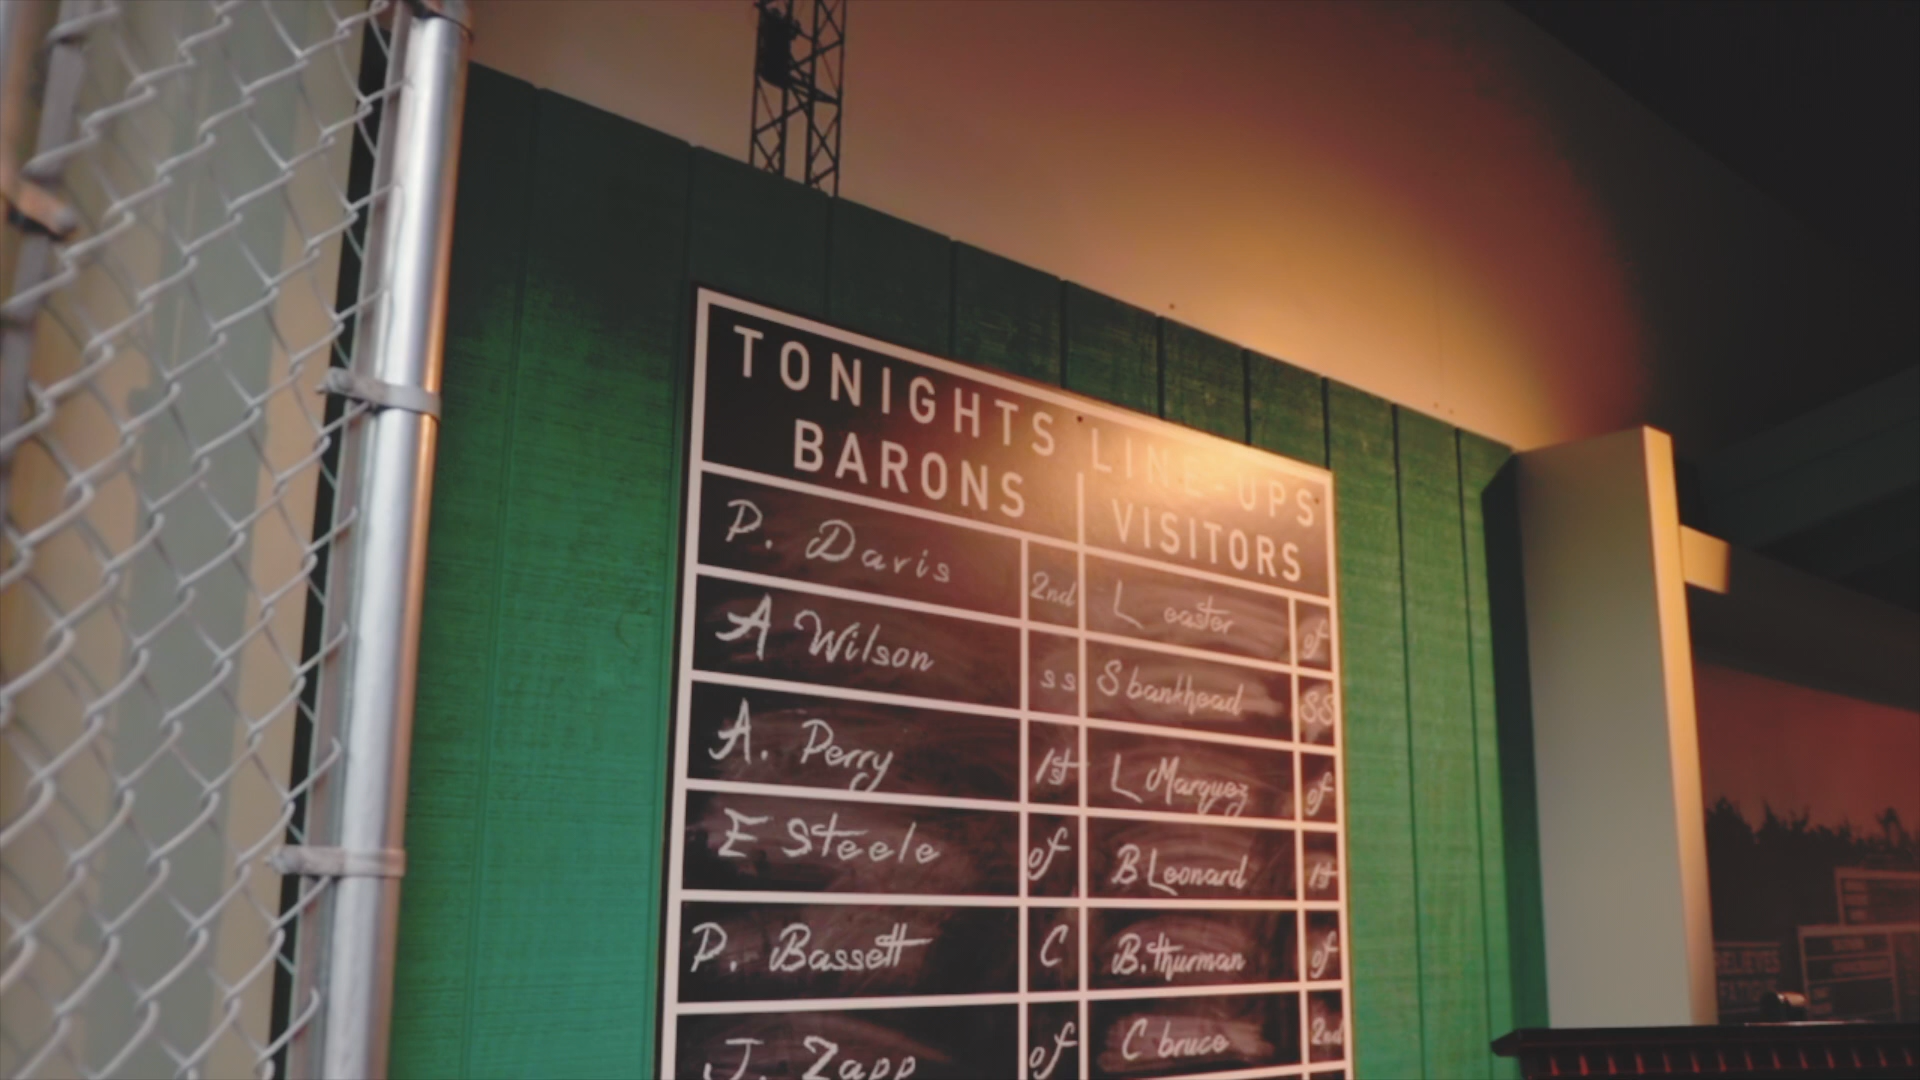 TONIGHTS LINE-UPS
BARONS VISITORS
P. Davis 2nd L easter of
A Wilson ss S bankhead SS
A. Perry 1st L Marquez of
E Steele of B Leonard 1st
P. Bassett C B. thurman of
J. Zapp of C bruce 2nd